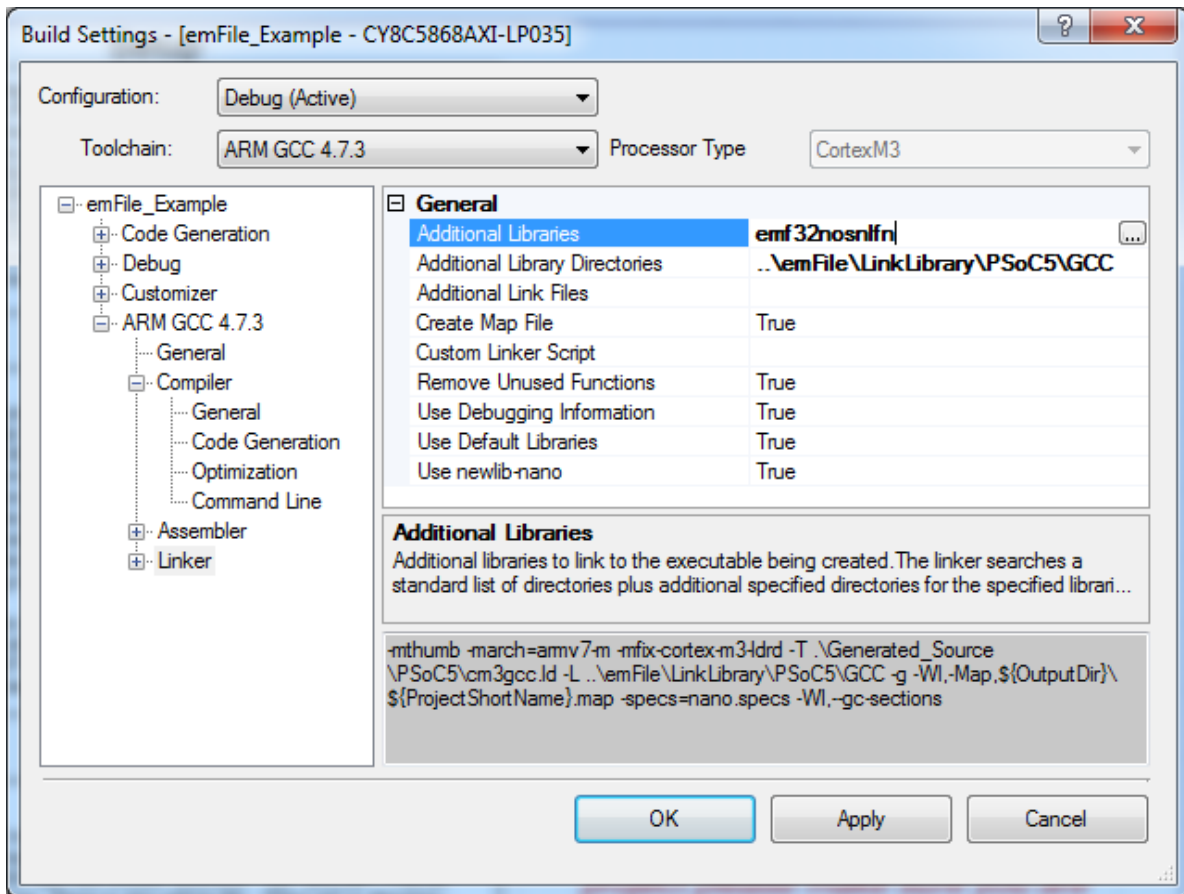 Build Settings - [emFile_Example - CY8C5868AXI-LP035]
Configuration: Debug (Active)
Toolchain: ARM GCC 4.7.3 Processor Type CortexM3
emFile_Example
Code Generation
Debug
Customizer
ARM GCC 4.7.3
General
Compiler
General
Code Generation
Optimization
Command Line
Assembler
Linker
General
Additional Libraries emf32nosnlfn ...
Additional Library Directories ..\emFile\LinkLibrary\PSoC5\GCC
Additional Link Files
Create Map File True
Custom Linker Script
Remove Unused Functions True
Use Debugging Information True
Use Default Libraries True
Use newlib-nano True
Additional Libraries
Additional libraries to link to the executable being created.The linker searches a
standard list of directories plus additional specified directories for the specified librari...
-mthumb -march=armv7-m -mfix-cortex-m3-ldrd -T .\Generated_Source
\PSoC5\cm3gcc.ld -L ..\emFile\LinkLibrary\PSoC5\GCC -g -Wl,-Map,${OutputDir}\
${ProjectShortName}.map -specs=nano.specs -Wl,--gc-sections
OK Apply Cancel